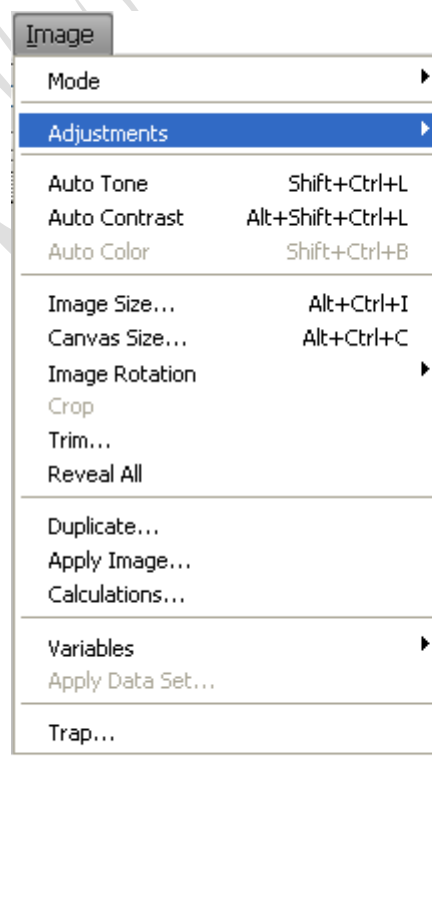 Image
Mode
Adjustments
Auto Tone Shift+Ctrl+L
Auto Contrast Alt+Shift+Ctrl+L
Auto Color Shift+Ctrl+B
Image Size... Alt+Ctrl+I
Canvas Size... Alt+Ctrl+C
Image Rotation
Crop
Trim...
Reveal All
Duplicate...
Apply Image...
Calculations...
Variables
Apply Data Set...
Trap...